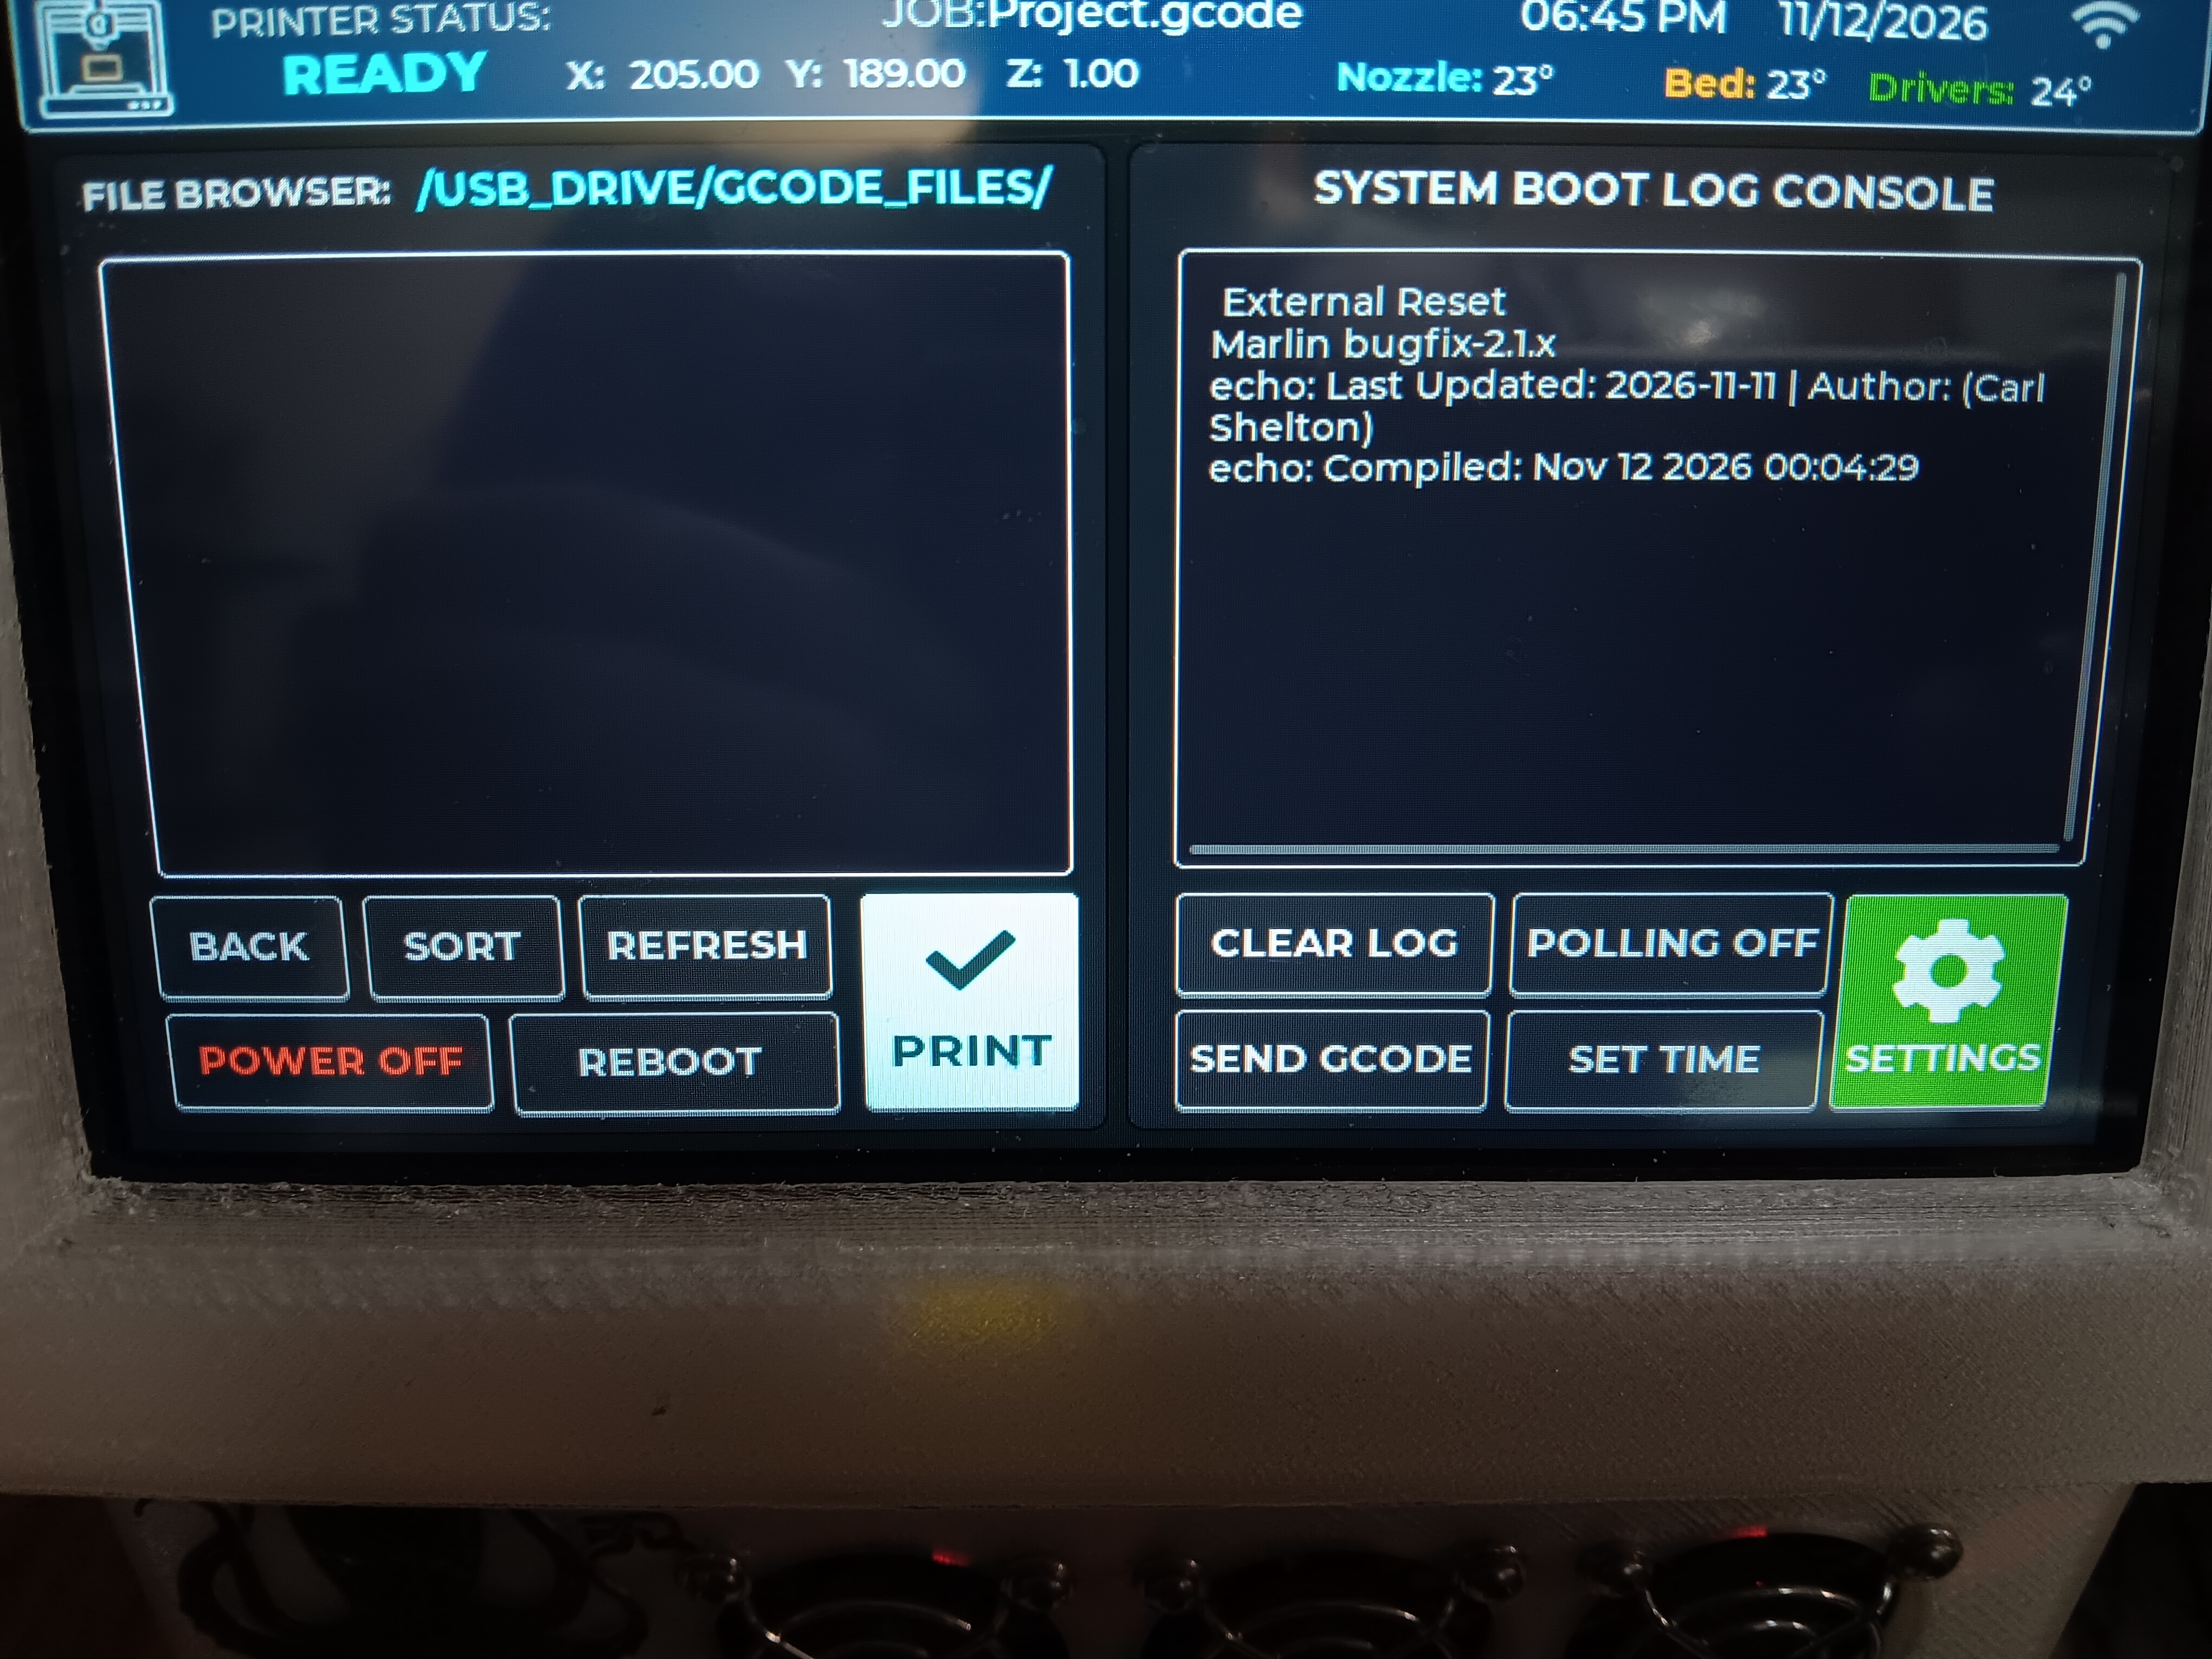 PRINTER STATUS:
JOB:Project.gcode
06:45 PM 11/12/2026
READY X: 205.00 Y: 189.00 Z: 1.00
Nozzle: 23° Bed: 23° Drivers: 24°
FILE BROWSER: /USB_DRIVE/GCODE_FILES/
BACK SORT REFRESH
POWER OFF REBOOT
PRINT
SYSTEM BOOT LOG CONSOLE
External Reset
Marlin bugfix-2.1.x
echo: Last Updated: 2026-11-11 | Author: (Carl
Shelton)
echo: Compiled: Nov 12 2026 00:04:29
CLEAR LOG POLLING OFF
SEND GCODE SET TIME
SETTINGS